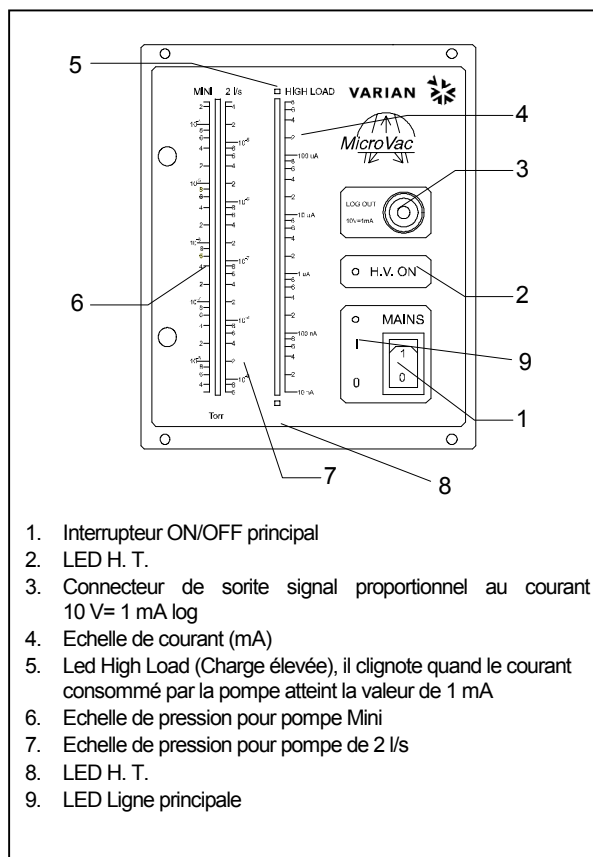 5
MINI 2 l/s
HIGH LOAD
VARIAN
4
MicroVac
3
LOG OUT
10V=1mA
100 uA
10 uA
H.V. ON
2
1 uA
6
MAINS
9
I
1
100 nA
0
0
1
10 nA
Torr
7
8
1. Interrupteur ON/OFF principal
2. LED H. T.
3. Connecteur de sorite signal proportionnel au courant
10 V= 1 mA log
4. Echelle de courant (mA)
5. Led High Load (Charge élevée), il clignote quand le courant
consommé par la pompe atteint la valeur de 1 mA
6. Echelle de pression pour pompe Mini
7. Echelle de pression pour pompe de 2 l/s
8. LED H. T.
9. LED Ligne principale